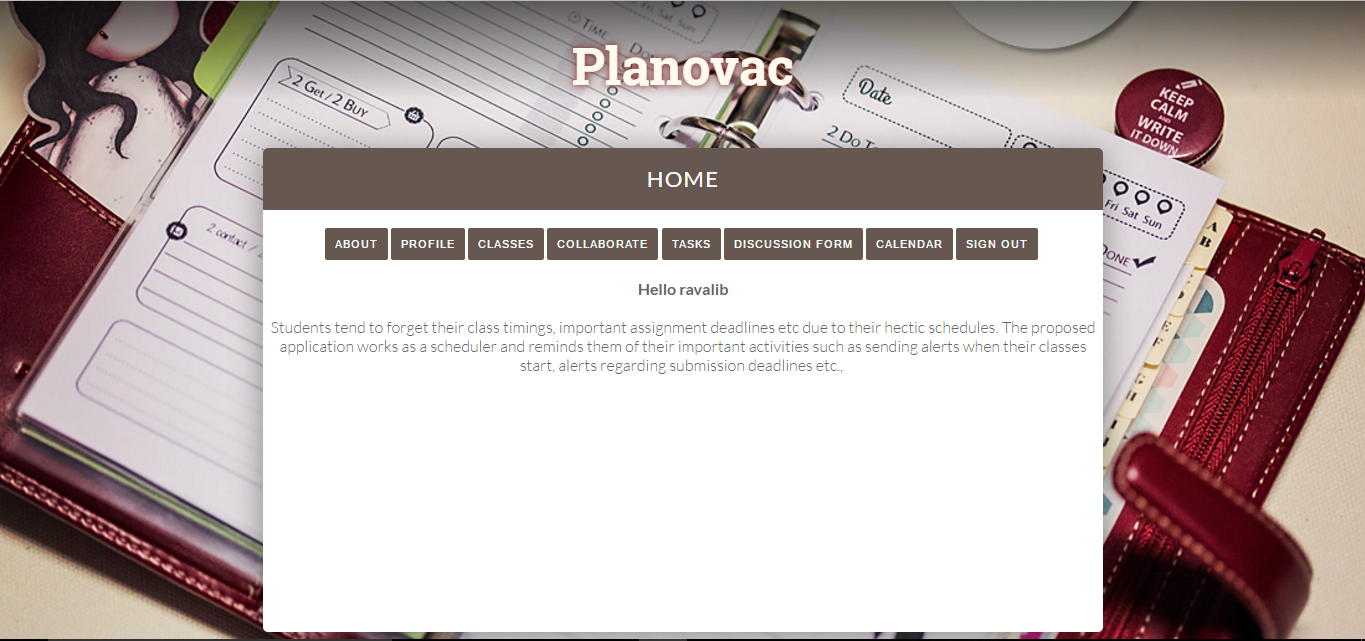 Planovac
HOME
ABOUT PROFILE CLASSES COLLABORATE TASKS DISCUSSION FORM CALENDAR SIGN OUT
Hello ravalib
Students tend to forget their class timings, important assignment deadlines etc due to their hectic schedules. The proposed
application works as a scheduler and reminds them of their important activities such as sending alerts when their classes
start, alerts regarding submission deadlines etc.,
Fri Sat Sun
TIME
2 GET / 2 BUY
2 contact /
Date
2 Do
KEEP
CALM
AND
WRITE
IT DOWN
Fri Sat Sun
DONE
A
B
E
F
G
H